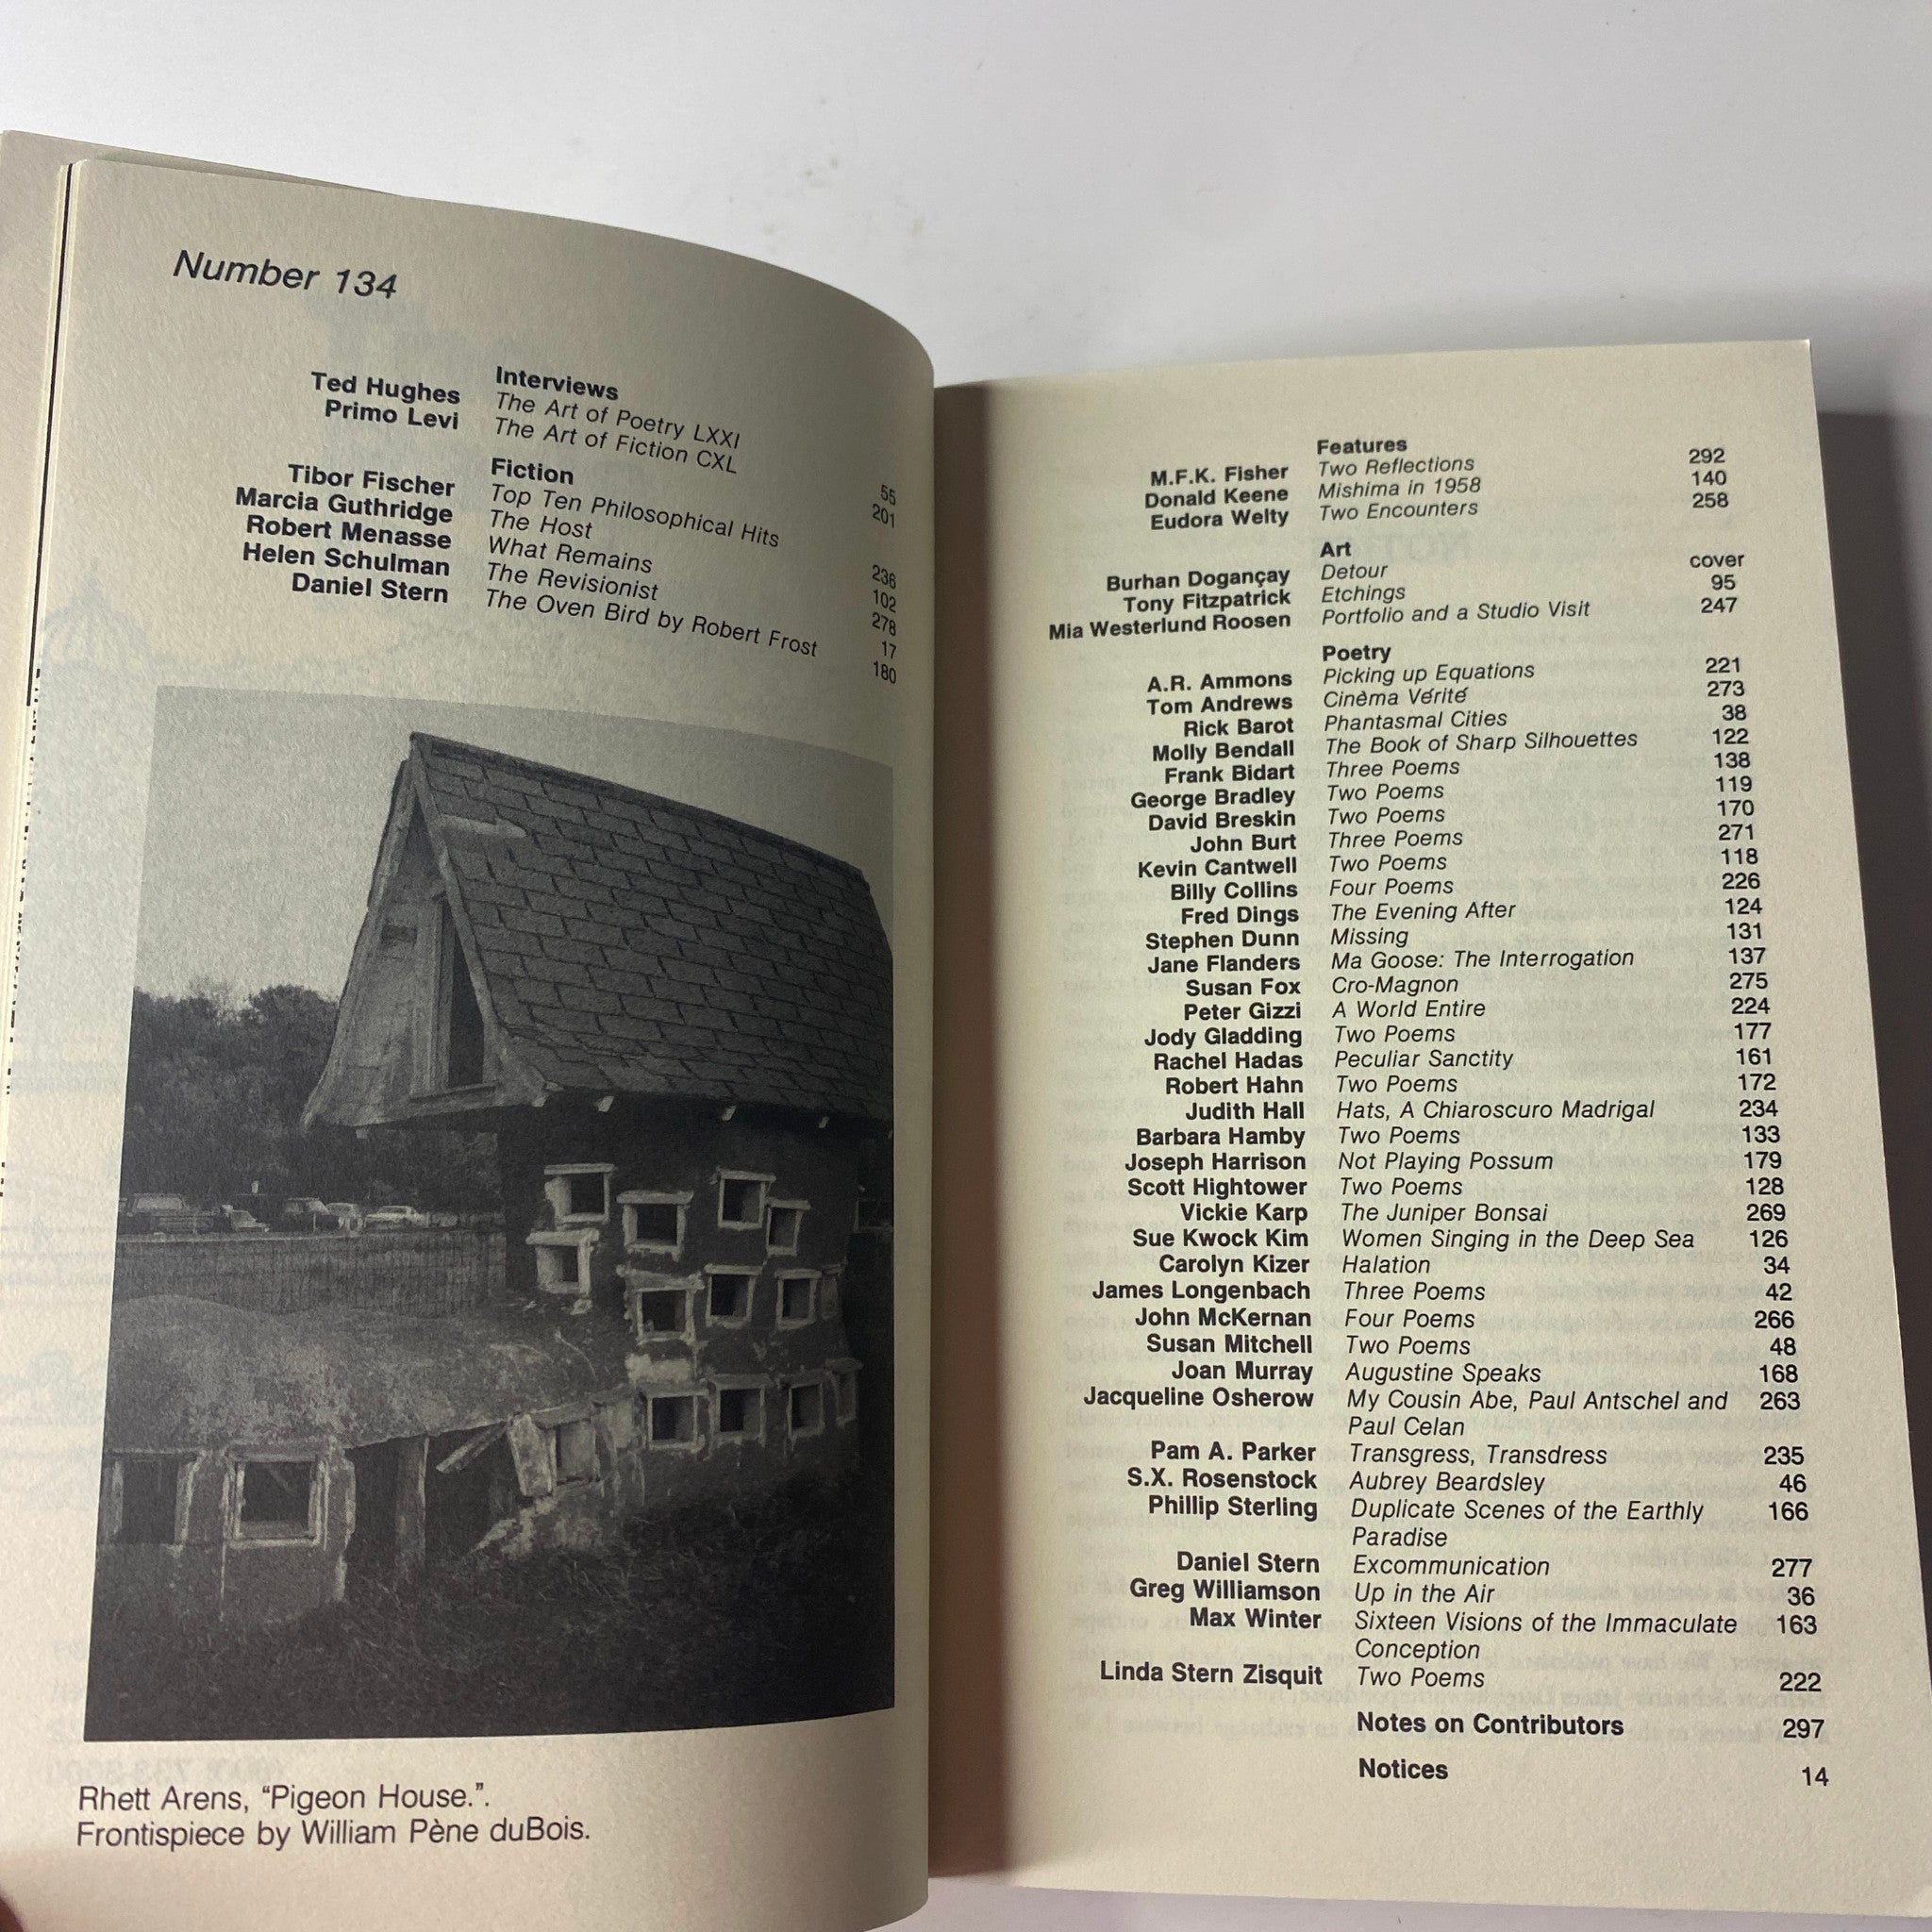 Number 134
Interviews
Ted Hughes The Art of Poetry LXXI 55
Primo Levi The Art of Fiction CXL 201
Fiction
Tibor Fischer Top Ten Philosophical Hits 236
Marcia Guthridge The Host 102
Robert Menasse What Remains 278
Helen Schulman The Revisionist 17
Daniel Stern The Oven Bird by Robert Frost 180
Rhett Arens, “Pigeon House.”.
Frontispiece by William Pène duBois.
Features
M.F.K. Fisher Two Reflections 292
Donald Keene Mishima in 1958 140
Eudora Welty Two Encounters 258
Art
Burhan Dogançay Detour cover
Tony Fitzpatrick Etchings 95
Mia Westerlund Roosen Portfolio and a Studio Visit 247
Poetry
A.R. Ammons Picking up Equations 221
Tom Andrews Cinèma Vérité 273
Rick Barot Phantasmal Cities 38
Molly Bendall The Book of Sharp Silhouettes 122
Frank Bidart Three Poems 138
George Bradley Two Poems 119
David Breskin Two Poems 170
John Burt Three Poems 271
Kevin Cantwell Two Poems 118
Billy Collins Four Poems 226
Fred Dings The Evening After 124
Stephen Dunn Missing 131
Jane Flanders Ma Goose: The Interrogation 137
Susan Fox Cro-Magnon 275
Peter Gizzi A World Entire 224
Jody Gladding Two Poems 177
Rachel Hadas Peculiar Sanctity 161
Robert Hahn Two Poems 172
Judith Hall Hats, A Chiaroscuro Madrigal 234
Barbara Hamby Two Poems 133
Joseph Harrison Not Playing Possum 179
Scott Hightower Two Poems 128
Vickie Karp The Juniper Bonsai 269
Sue Kwock Kim Women Singing in the Deep Sea 126
Carolyn Kizer Halation 34
James Longenbach Three Poems 42
John McKernan Four Poems 266
Susan Mitchell Two Poems 48
Joan Murray Augustine Speaks 168
Jacqueline Osherow My Cousin Abe, Paul Antschel and 263
Paul Celan
Pam A. Parker Transgress, Transdress 235
S.X. Rosenstock Aubrey Beardsley 46
Phillip Sterling Duplicate Scenes of the Earthly 166
Paradise
Daniel Stern Excommunication 277
Greg Williamson Up in the Air 36
Max Winter Sixteen Visions of the Immaculate 163
Conception
Linda Stern Zisquit Two Poems 222
Notes on Contributors 297
Notices 14